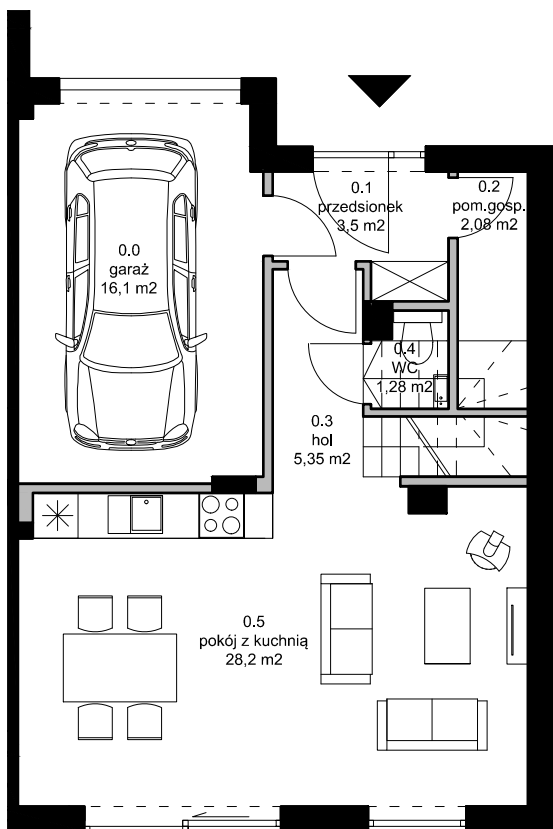 0.1
przedsionek
3,5 m2
0.2
pom.gosp.
2,08 m2
0.0
garaż
16,1 m2
0.4
WC
1,28 m2
0.3
hol
5,35 m2
0.5
pokój z kuchnią
28,2 m2